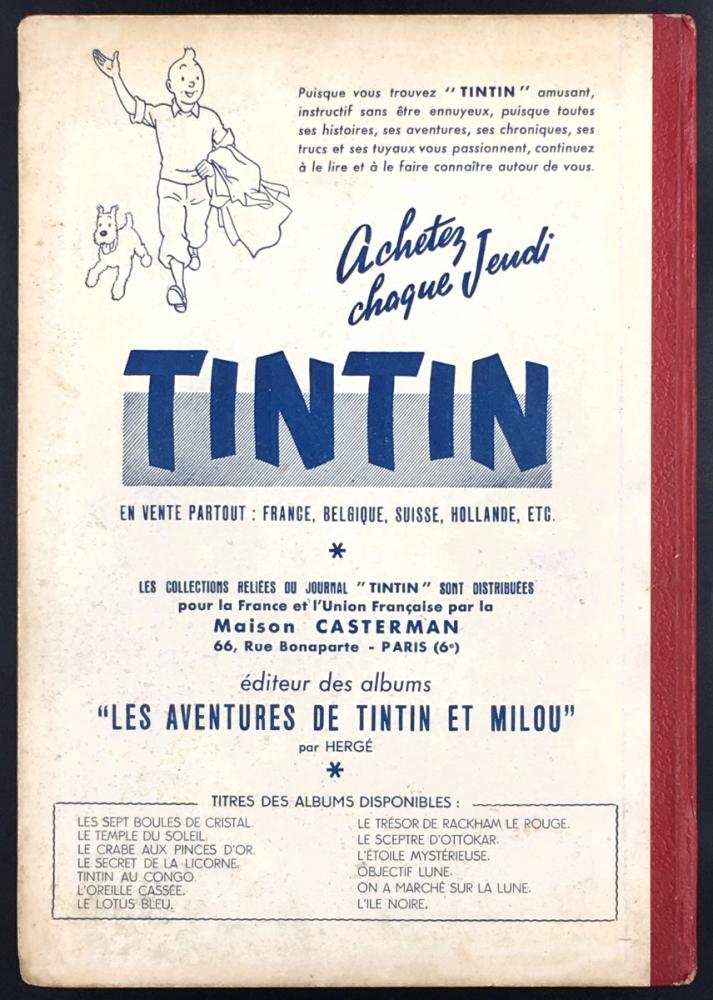 Puisque vous trouvez "TINTIN" amusant,
instructif sans être ennuyeux, puisque toutes
ses histoires, ses aventures, ses chroniques, ses
trucs et ses tuyaux vous passionnent, continuez
à le lire et à le faire connaître autour de vous.
Achetez
chaque Jeudi
TINTIN
EN VENTE PARTOUT : FRANCE, BELGIQUE, SUISSE, HOLLANDE, ETC.
*
LES COLLECTIONS RELIÉES DU JOURNAL "TINTIN" SONT DISTRIBUÉES
pour la France et l'Union Française par la
Maison CASTERMAN
66, Rue Bonaparte - PARIS (6e)
éditeur des albums
"LES AVENTURES DE TINTIN ET MILOU"
par HERGÉ
*
TITRES DES ALBUMS DISPONIBLES :
LES SEPT BOULES DE CRISTAL.
LE TEMPLE DU SOLEIL.
LE CRABE AUX PINCES D'OR.
LE SECRET DE LA LICORNE.
TINTIN AU CONGO.
L'OREILLE CASSÉE.
LE LOTUS BLEU.
LE TRÉSOR DE RACKHAM LE ROUGE.
LE SCEPTRE D'OTTOKAR.
L'ÉTOILE MYSTÉRIEUSE.
OBJECTIF LUNE.
ON A MARCHÉ SUR LA LUNE.
L'ILE NOIRE.